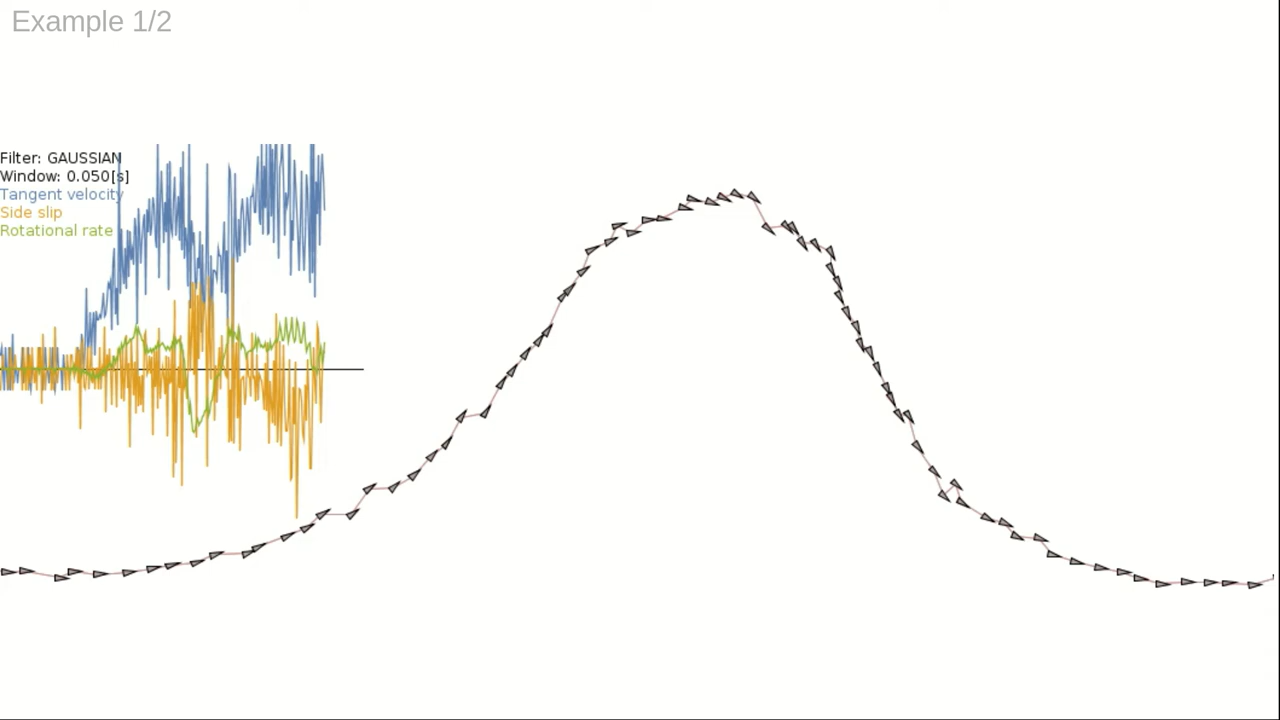 Example 1/2
Filter: GAUSSIAN
Window: 0.050[s]
Tangent velocity
Side slip
Rotational rate